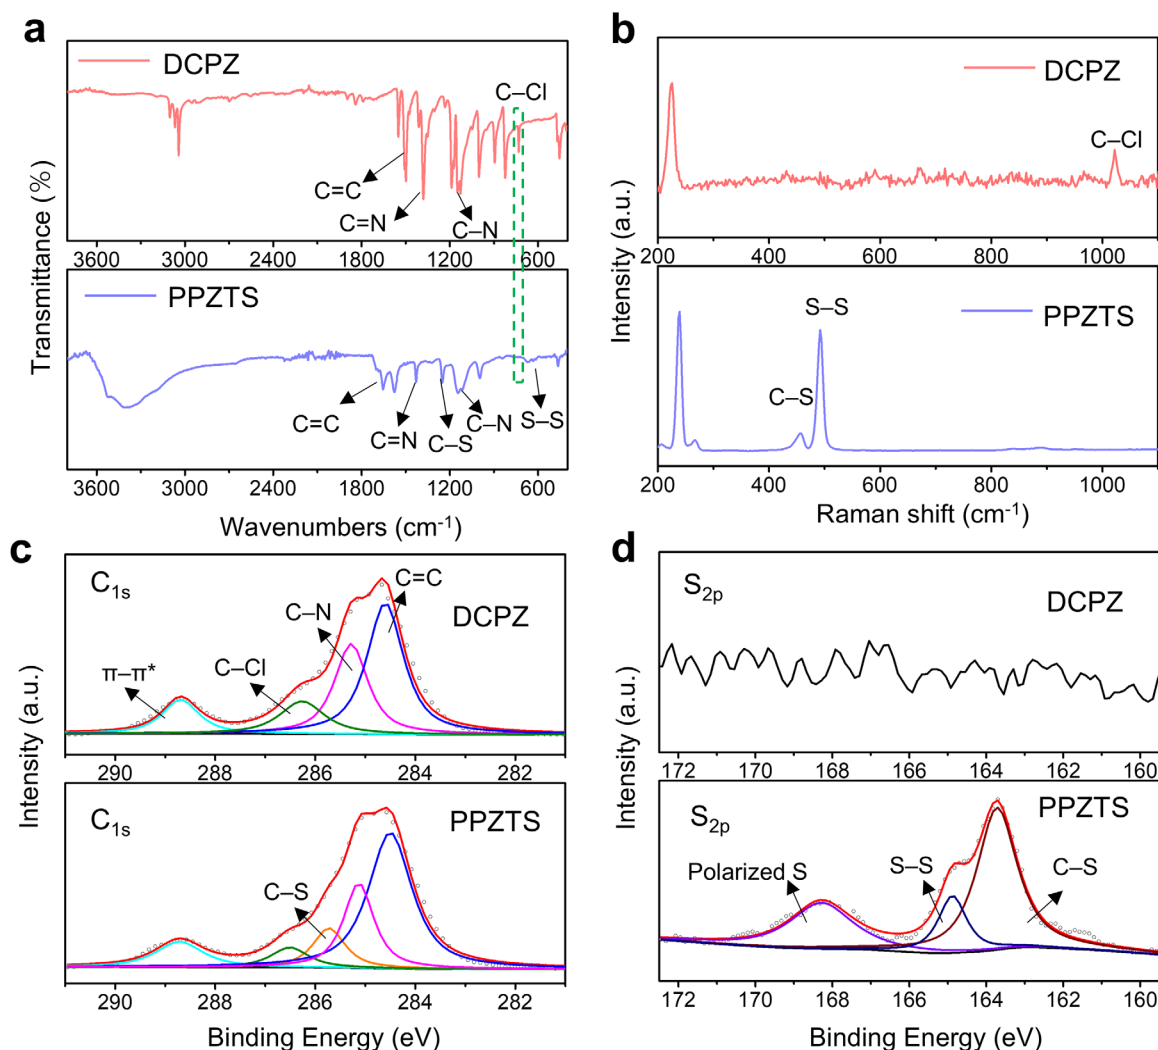 a
DCPZ
C–Cl
C=C
C=N
C–N
3600 3000 2400 1800 1200 600
PPZTS
C=C
C=N
C–S
C–N
S–S
3600 3000 2400 1800 1200 600
Transmittance (%)
Wavenumbers (cm⁻¹)
b
DCPZ
C–Cl
200 400 600 800 1000
PPZTS
S–S
C–S
200 400 600 800 1000
Intensity (a.u.)
Raman shift (cm⁻¹)
c
C₁ₛ
C=C
DCPZ
C–N
C–Cl
π–π*
290 288 286 284 282
C₁ₛ
PPZTS
C–S
290 288 286 284 282
Intensity (a.u.)
Binding Energy (eV)
d
S₂ₚ
DCPZ
172 170 168 166 164 162 160
S₂ₚ
PPZTS
Polarized S
S–S
C–S
172 170 168 166 164 162 160
Intensity (a.u.)
Binding Energy (eV)